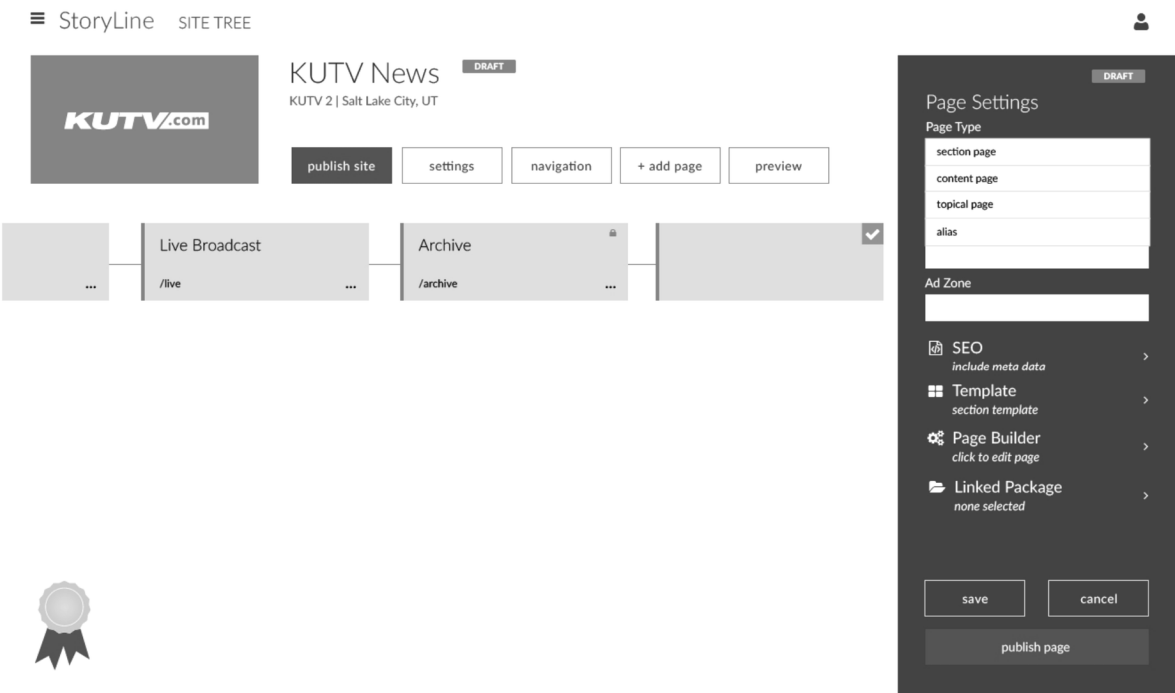 StoryLine SITE TREE
KUTV.com
KUTV News DRAFT
KUTV 2 | Salt Lake City, UT
publish site settings navigation + add page preview
...
Live Broadcast
/live ...
Archive
/archive ...
DRAFT
Page Settings
Page Type
section page
content page
topical page
alias
Ad Zone
SEO
include meta data
Template
section template
Page Builder
click to edit page
Linked Package
none selected
save cancel
publish page